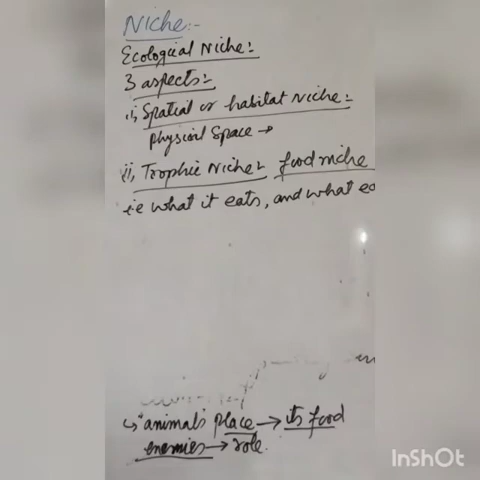 Niche:-
Ecological Niche:-
3 aspects:-
i, Spatial or habitat Niche:-
Physical Space →
ii, Trophic Niche:- food niche
i.e what it eats, and what ea
↳ "animals place → its food
enemies → role.
InShOt